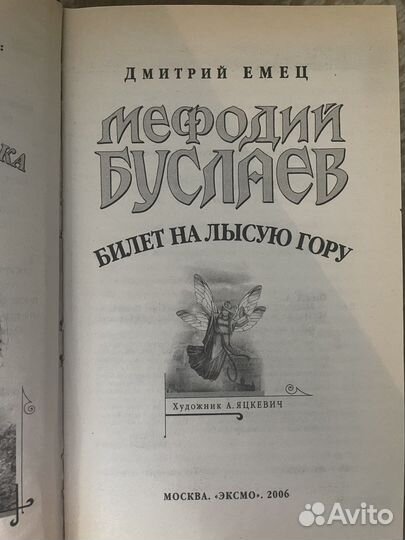 ДМИТРИЙ ЕМЕЦ
МЕФОДИЙ
БУСЛАЕВ
БИЛЕТ НА ЛЫСУЮ ГОРУ
Художник А. ЯЦКЕВИЧ
МОСКВА. «ЭКСМО». 2006
Avito